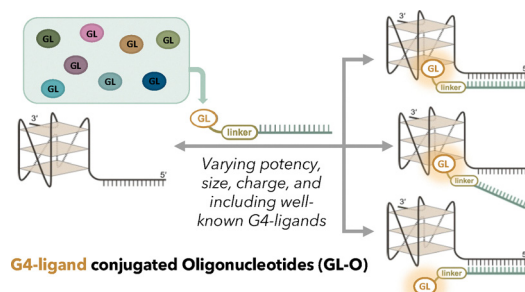 GL
GL
GL
GL
GL
GL
GL
GL
3'
GL
linker
5'
Varying potency,
size, charge, and
including well-
known G4-ligands
G4-ligand conjugated Oligonucleotides (GL-O)
3'
GL
linker
5'
3'
GL
linker
3'
GL
linker